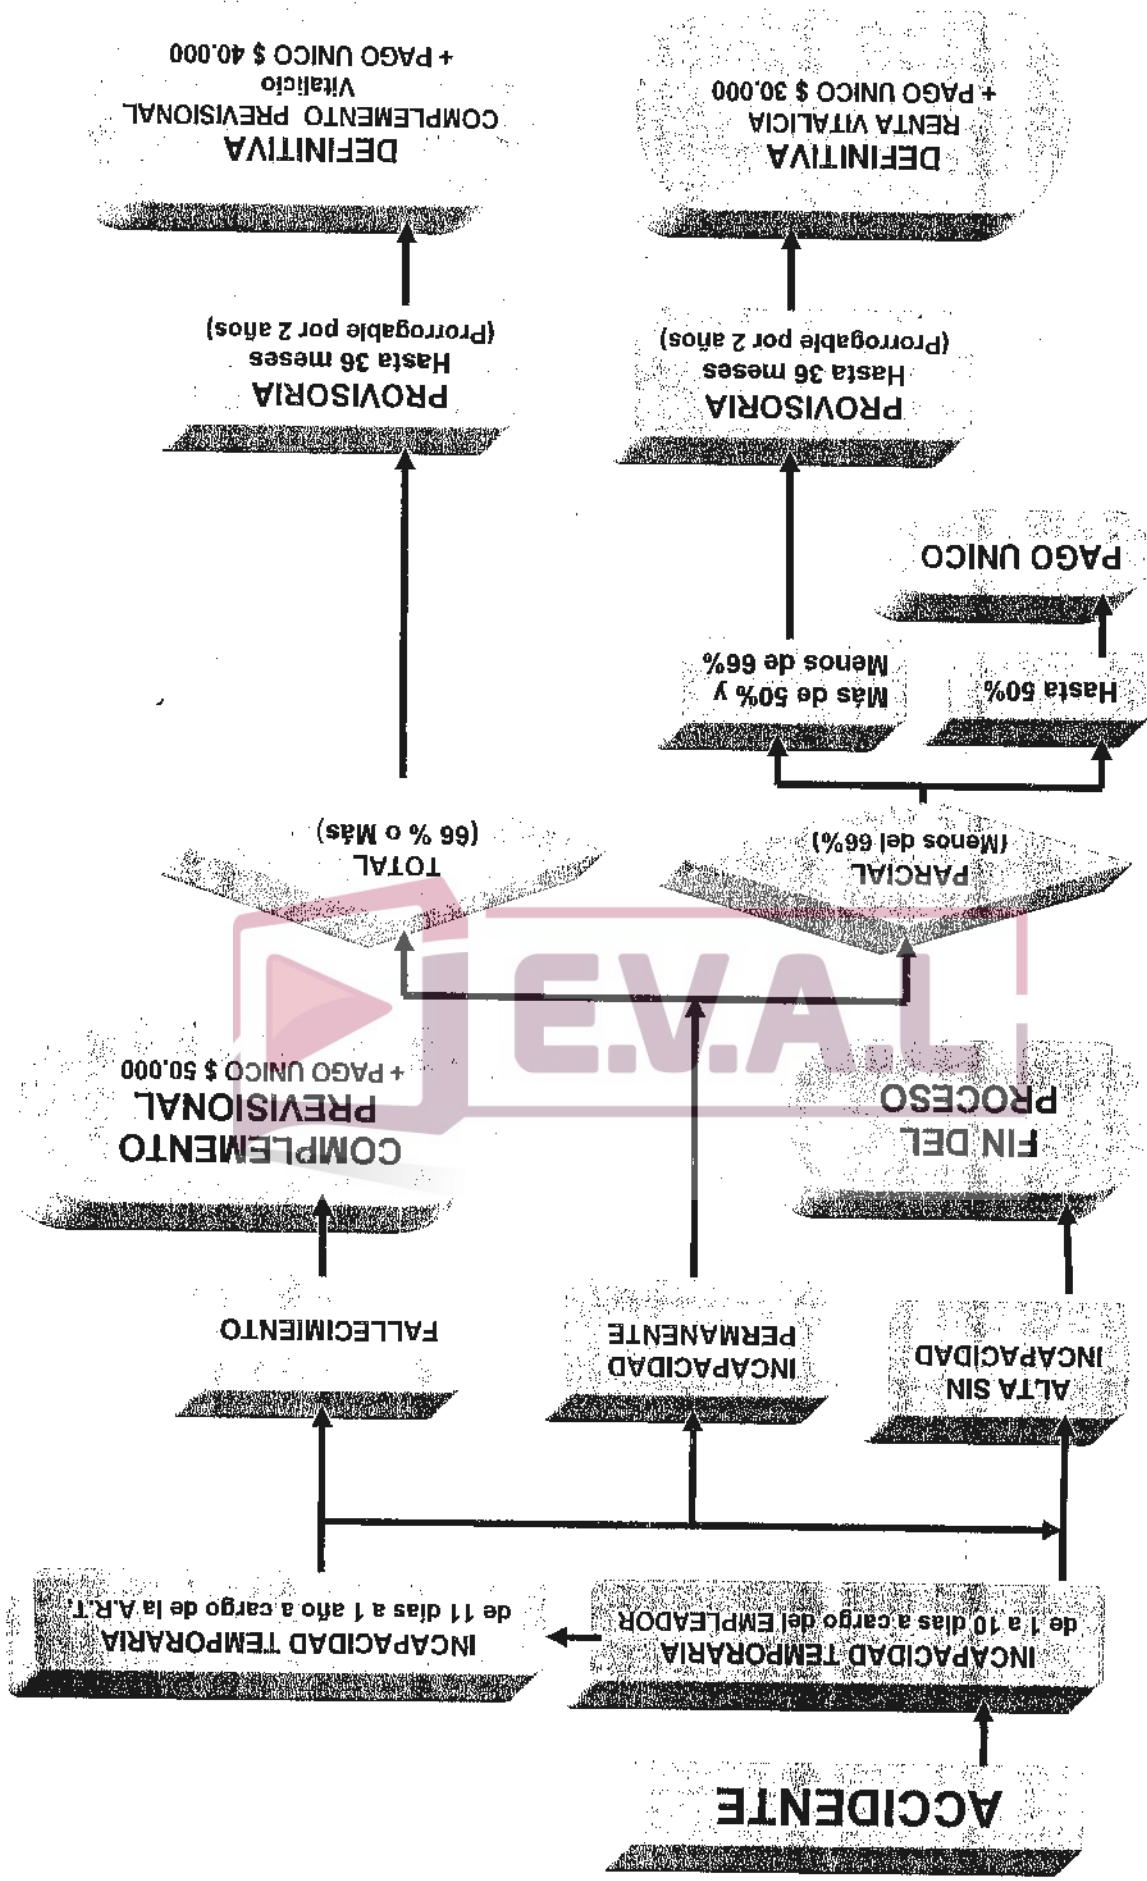 ACCIDENTE
INCAPACIDAD TEMPORARIA
de 1 a 10 días a cargo del EMPLEADOR
INCAPACIDAD TEMPORARIA
de 11 días a 1 año a cargo de la A.R.T.
ALTA SIN
INCAPACIDAD
INCAPACIDAD
PERMANENTE
FALLECIMIENTO
FIN DEL
PROCESO
COMPLEMENTO
PREVISIONAL
+ PAGO UNICO $ 50.000
E.V.A.L
PARCIAL
(Menos del 66%)
TOTAL
(66 % o Más)
Hasta 50%
Más de 50% y
Menos de 66%
PAGO UNICO
PROVISORIA
Hasta 36 meses
(Prorrogable por 2 años)
PROVISORIA
Hasta 36 meses
(Prorrogable por 2 años)
DEFINITIVA
RENTA VITALICIA
+ PAGO UNICO $ 30.000
DEFINITIVA
COMPLEMENTO PREVISIONAL
Vitalicio
+ PAGO UNICO $ 40.000